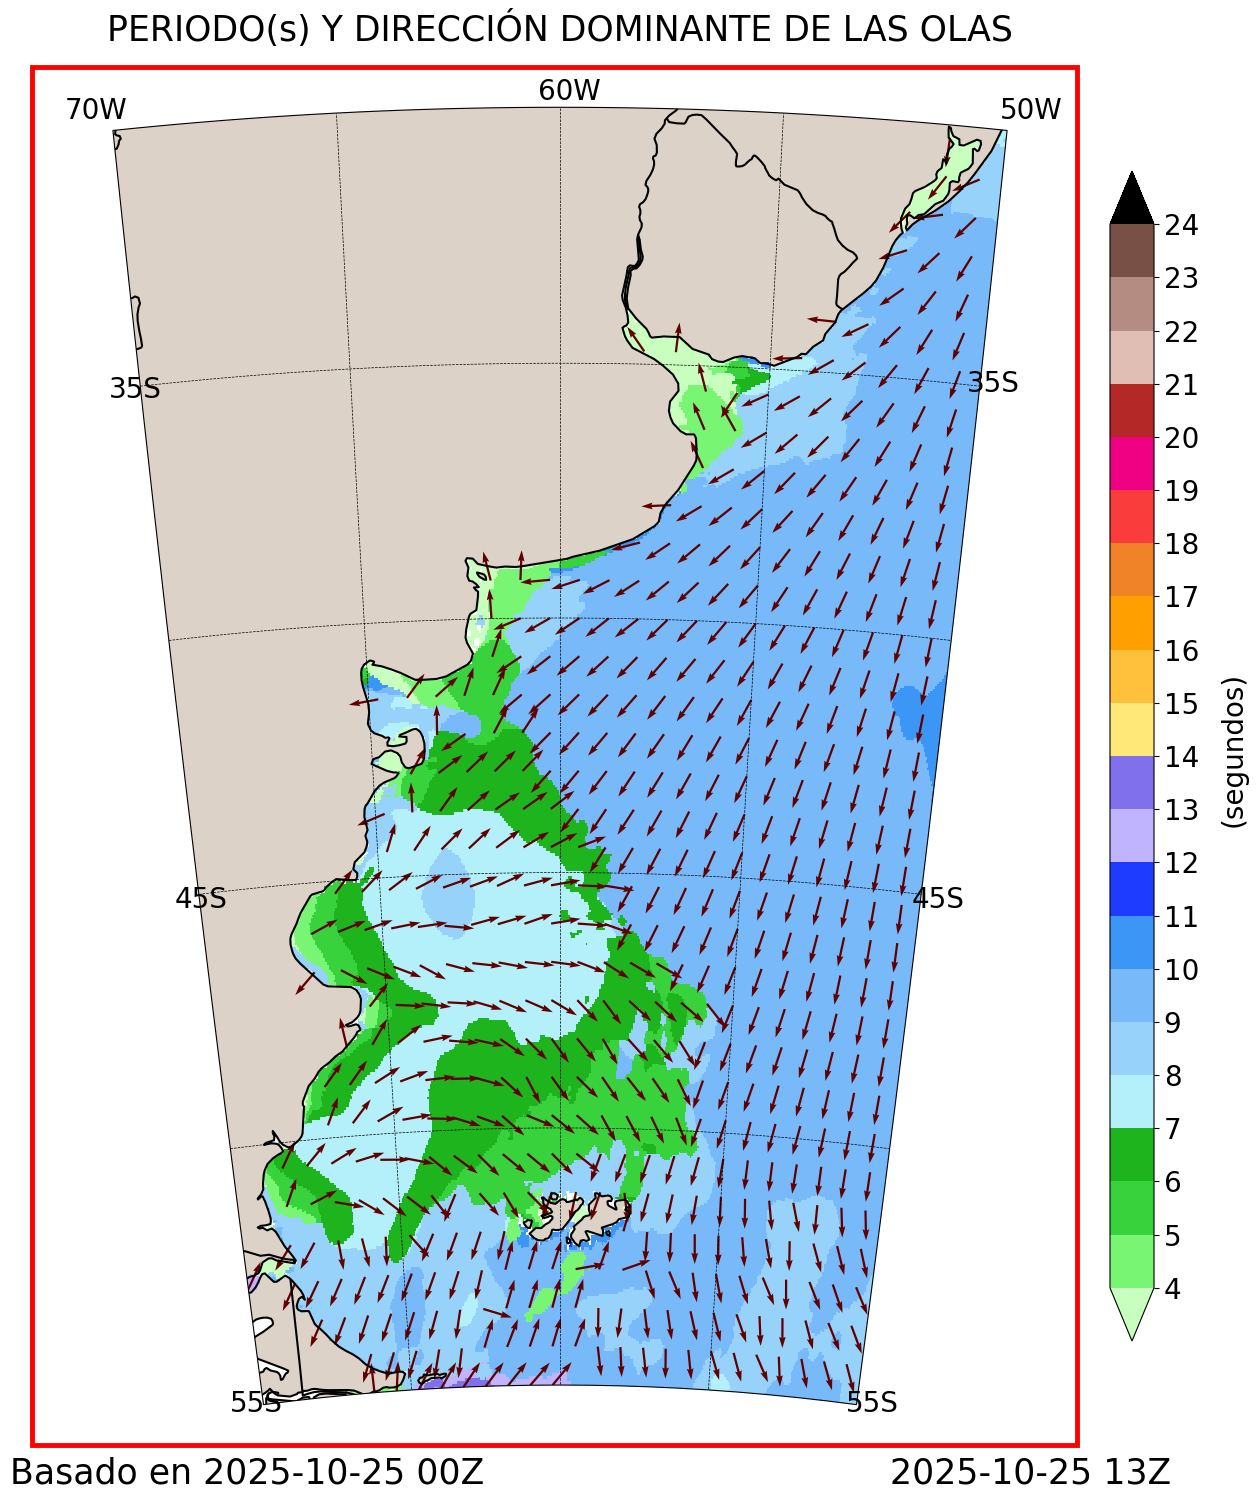 PERIODO(s) Y DIRECCIÓN DOMINANTE DE LAS OLAS
70W
60W
50W
35S
35S
45S
45S
55S
55S
24
23
22
21
20
19
18
17
16
15
14
13
12
11
10
9
8
7
6
5
4
(segundos)
Basado en 2025-10-25 00Z
2025-10-25 13Z